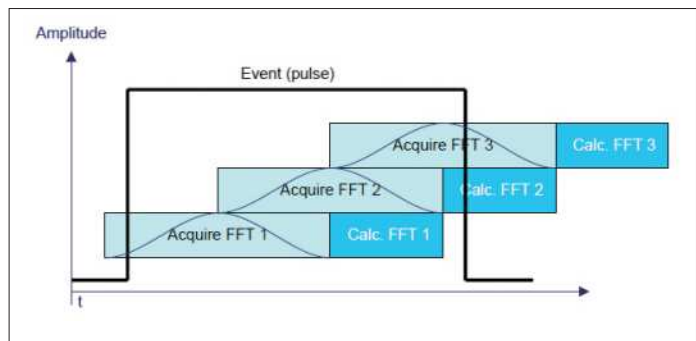 Amplitude
Event (pulse)
Acquire FFT 3
Calc. FFT 3
Acquire FFT 2
Calc. FFT 2
Acquire FFT 1
Calc. FFT 1
t